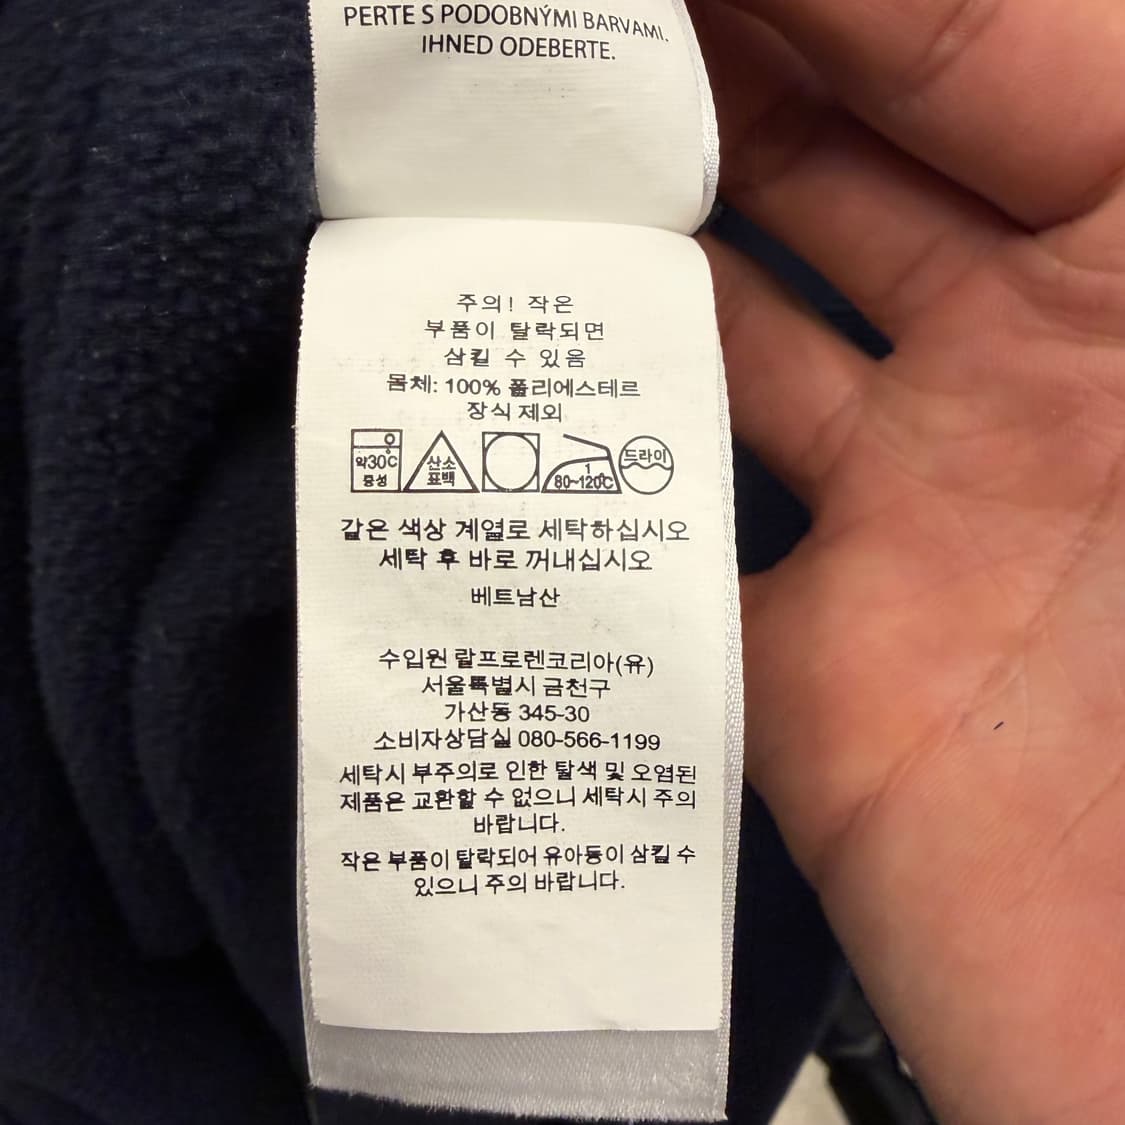 PERTE S PODOBNÝMI BARVAMI.
IHNED ODEBERTE.
주의! 작은
부품이 탈락되면
삼킬 수 있음
몸체: 100% 폴리에스테르
장식 제외
약30℃
중성
산소
표백
1
80~120℃
드라이
같은 색상 계열로 세탁하십시오
세탁 후 바로 꺼내십시오
베트남산
수입원 랄프로렌코리아(유)
서울특별시 금천구
가산동 345-30
소비자상담실 080-566-1199
세탁시 부주의로 인한 탈색 및 오염된
제품은 교환할 수 없으니 세탁시 주의
바랍니다.
작은 부품이 탈락되어 유아동이 삼킬 수
있으니 주의 바랍니다.